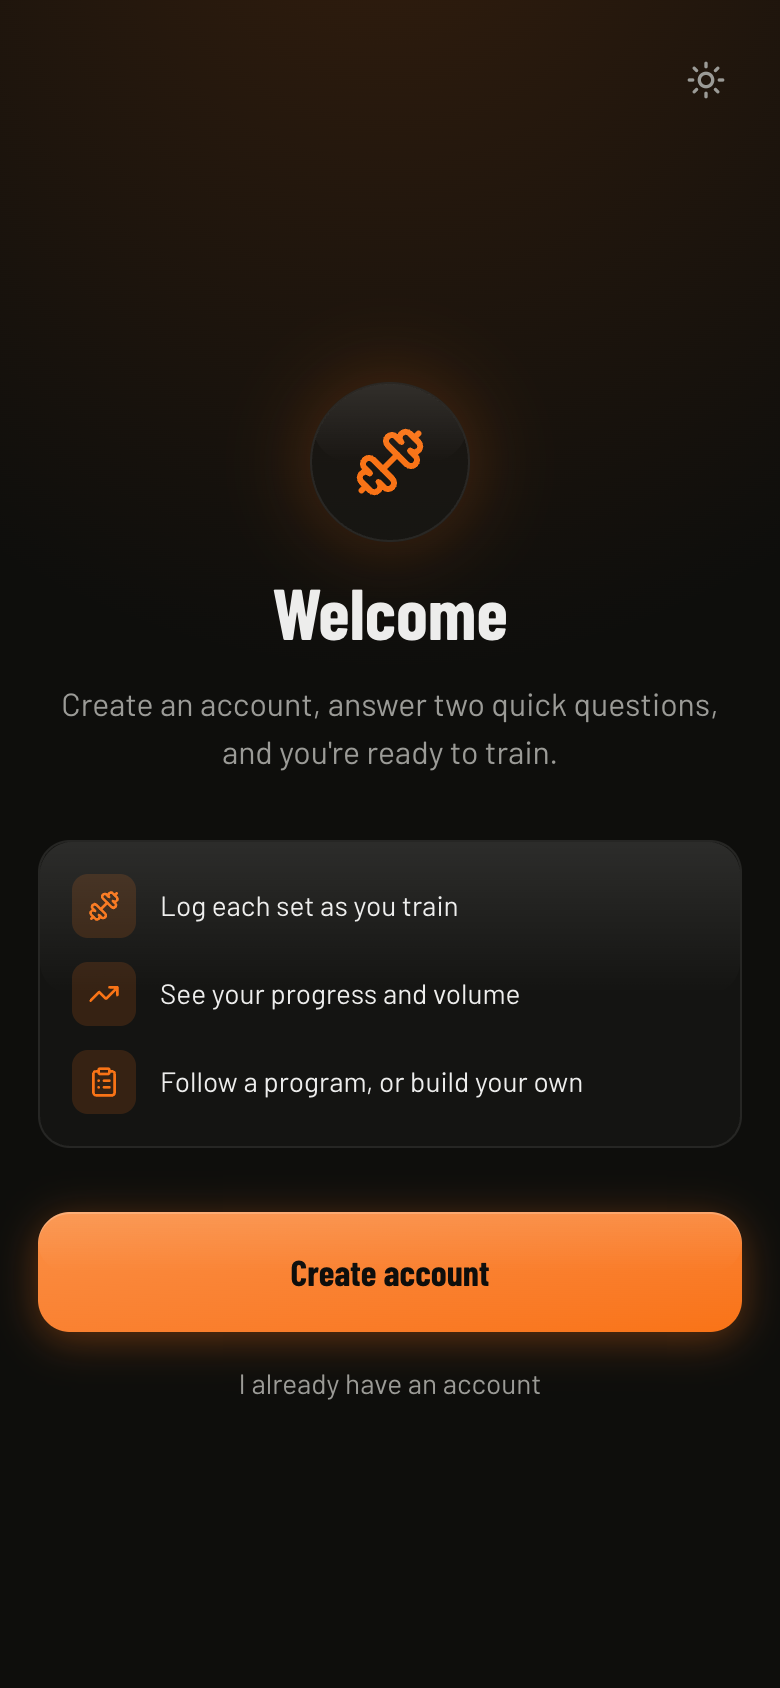 Welcome
Create an account, answer two quick questions,
and you're ready to train.
Log each set as you train
See your progress and volume
Follow a program, or build your own
Create account
I already have an account